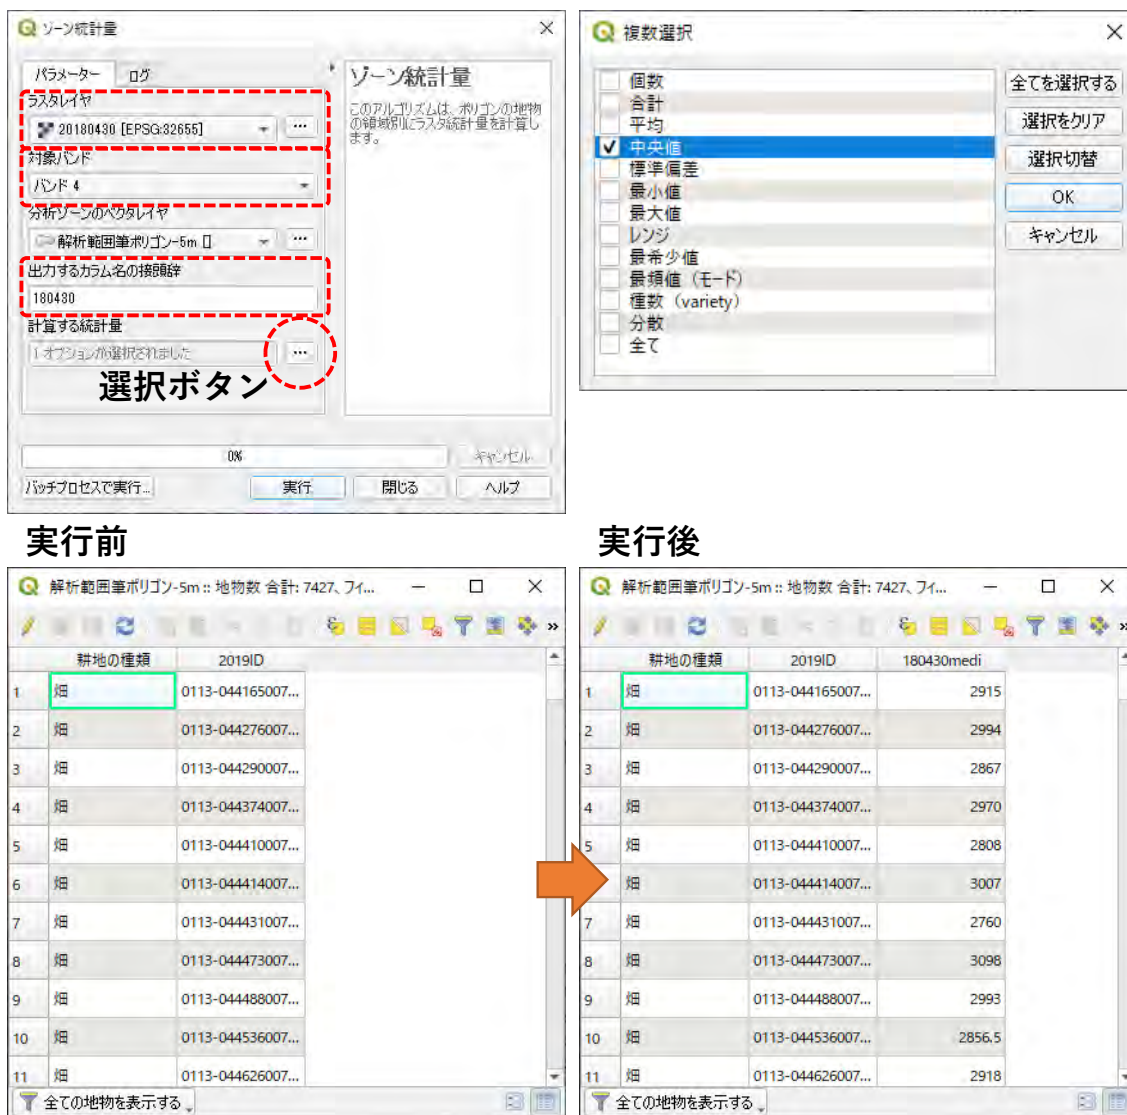 ゾーン統計量
パラメーター ログ
ラスタレイヤ
20180430 [EPSG:32655]
...
対象バンド
バンド 4
分析ゾーンのベクタレイヤ
解析範囲筆ポリゴン-5m []
...
出力するカラム名の接頭辞
180430
計算する統計量
1 オプションが選択されました
...
選択ボタン
ゾーン統計量
このアルゴリズムは、ポリゴンの地物
の領域別にラスタ統計量を計算し
ます。
0%
キャンセル
バッチプロセスで実行... 実行 閉じる ヘルプ
複数選択
個数
合計
平均
中央値
標準偏差
最小値
最大値
レンジ
最希少値
最頻値（モード）
種数（variety）
分散
全て
全てを選択する
選択をクリア
選択切替
OK
キャンセル
実行前
解析範囲筆ポリゴン-5m :: 地物数 合計: 7427、フィ...
»
耕地の種類 2019ID
1 畑 0113-044165007...
2 畑 0113-044276007...
3 畑 0113-044290007...
4 畑 0113-044374007...
5 畑 0113-044410007...
6 畑 0113-044414007...
7 畑 0113-044431007...
8 畑 0113-044473007...
9 畑 0113-044488007...
10 畑 0113-044536007...
11 畑 0113-044626007...
全ての地物を表示する
実行後
解析範囲筆ポリゴン-5m :: 地物数 合計: 7427、フィ...
»
耕地の種類 2019ID 180430medi
1 畑 0113-044165007... 2915
2 畑 0113-044276007... 2994
3 畑 0113-044290007... 2867
4 畑 0113-044374007... 2970
5 畑 0113-044410007... 2808
畑 0113-044414007... 3007
7 畑 0113-044431007... 2760
8 畑 0113-044473007... 3098
9 畑 0113-044488007... 2993
10 畑 0113-044536007... 2856.5
11 畑 0113-044626007... 2918
全ての地物を表示する